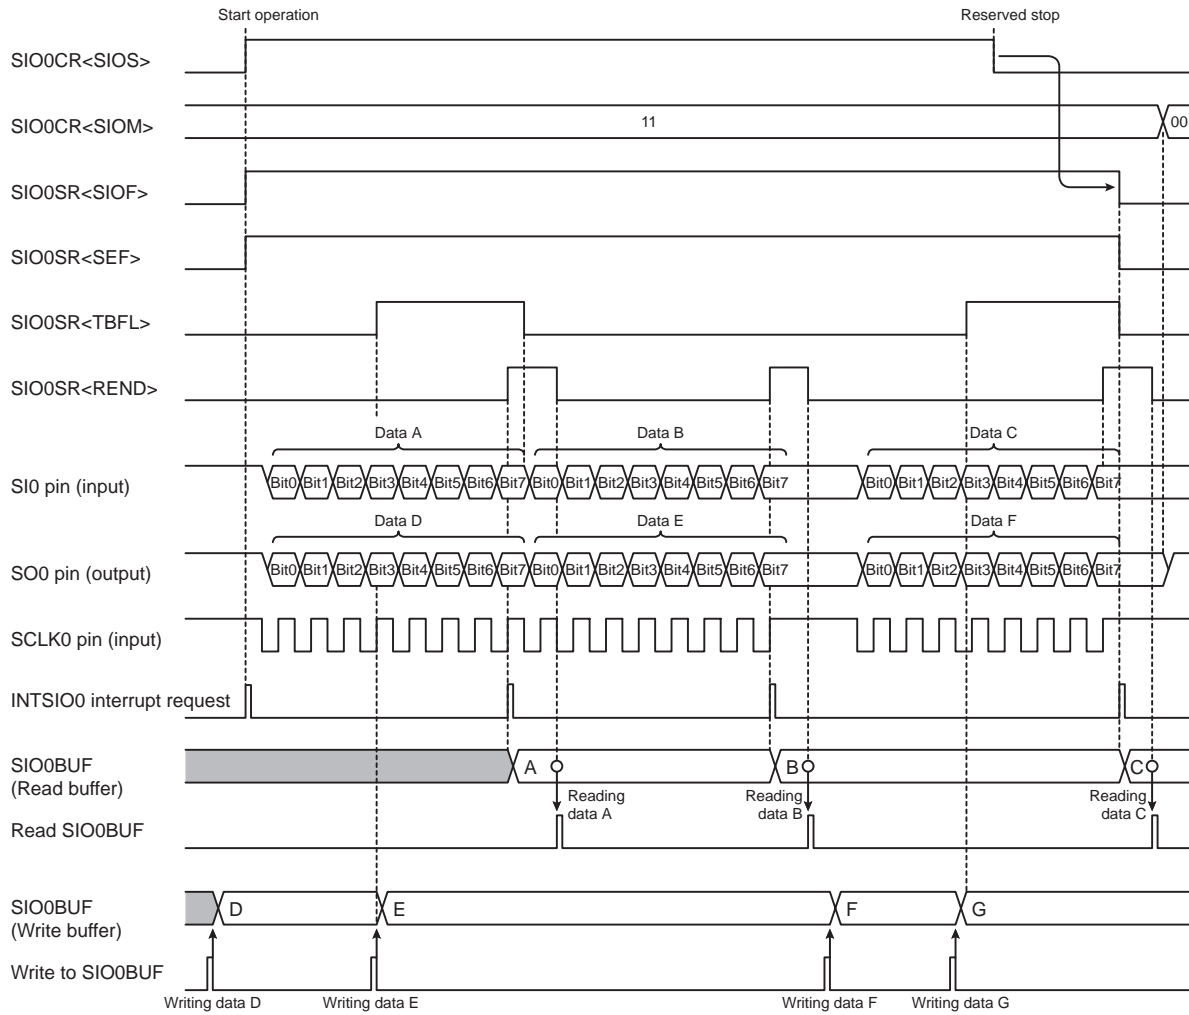 Start operation Reserved stop
SIO0CR<SIOS>
SIO0CR<SIOM> 11 00
SIO0SR<SIOF>
SIO0SR<SEF>
SIO0SR<TBFL>
SIO0SR<REND>
Data A Data B Data C
SI0 pin (input) Bit0 Bit1 Bit2 Bit3 Bit4 Bit5 Bit6 Bit7 Bit0 Bit1 Bit2 Bit3 Bit4 Bit5 Bit6 Bit7 Bit0 Bit1 Bit2 Bit3 Bit4 Bit5 Bit6 Bit7
Data D Data E Data F
SO0 pin (output) Bit0 Bit1 Bit2 Bit3 Bit4 Bit5 Bit6 Bit7 Bit0 Bit1 Bit2 Bit3 Bit4 Bit5 Bit6 Bit7 Bit0 Bit1 Bit2 Bit3 Bit4 Bit5 Bit6 Bit7
SCLK0 pin (input)
INTSIO0 interrupt request
SIO0BUF A B C
(Read buffer) Reading Reading Reading
data A data B data C
Read SIO0BUF
SIO0BUF D E F G
(Write buffer)
Write to SIO0BUF
Writing data D Writing data E Writing data F Writing data G